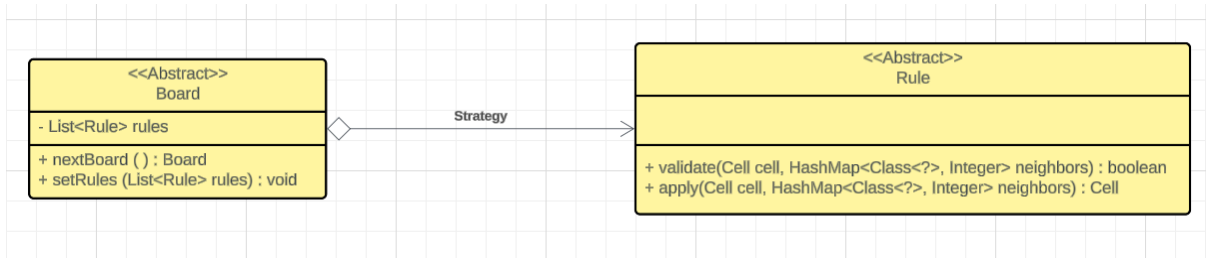 <<Abstract>>
Board
- List<Rule> rules
+ nextBoard ( ) : Board
+ setRules (List<Rule> rules) : void
Strategy
<<Abstract>>
Rule
+ validate(Cell cell, HashMap<Class<?>, Integer> neighbors) : boolean
+ apply(Cell cell, HashMap<Class<?>, Integer> neighbors) : Cell